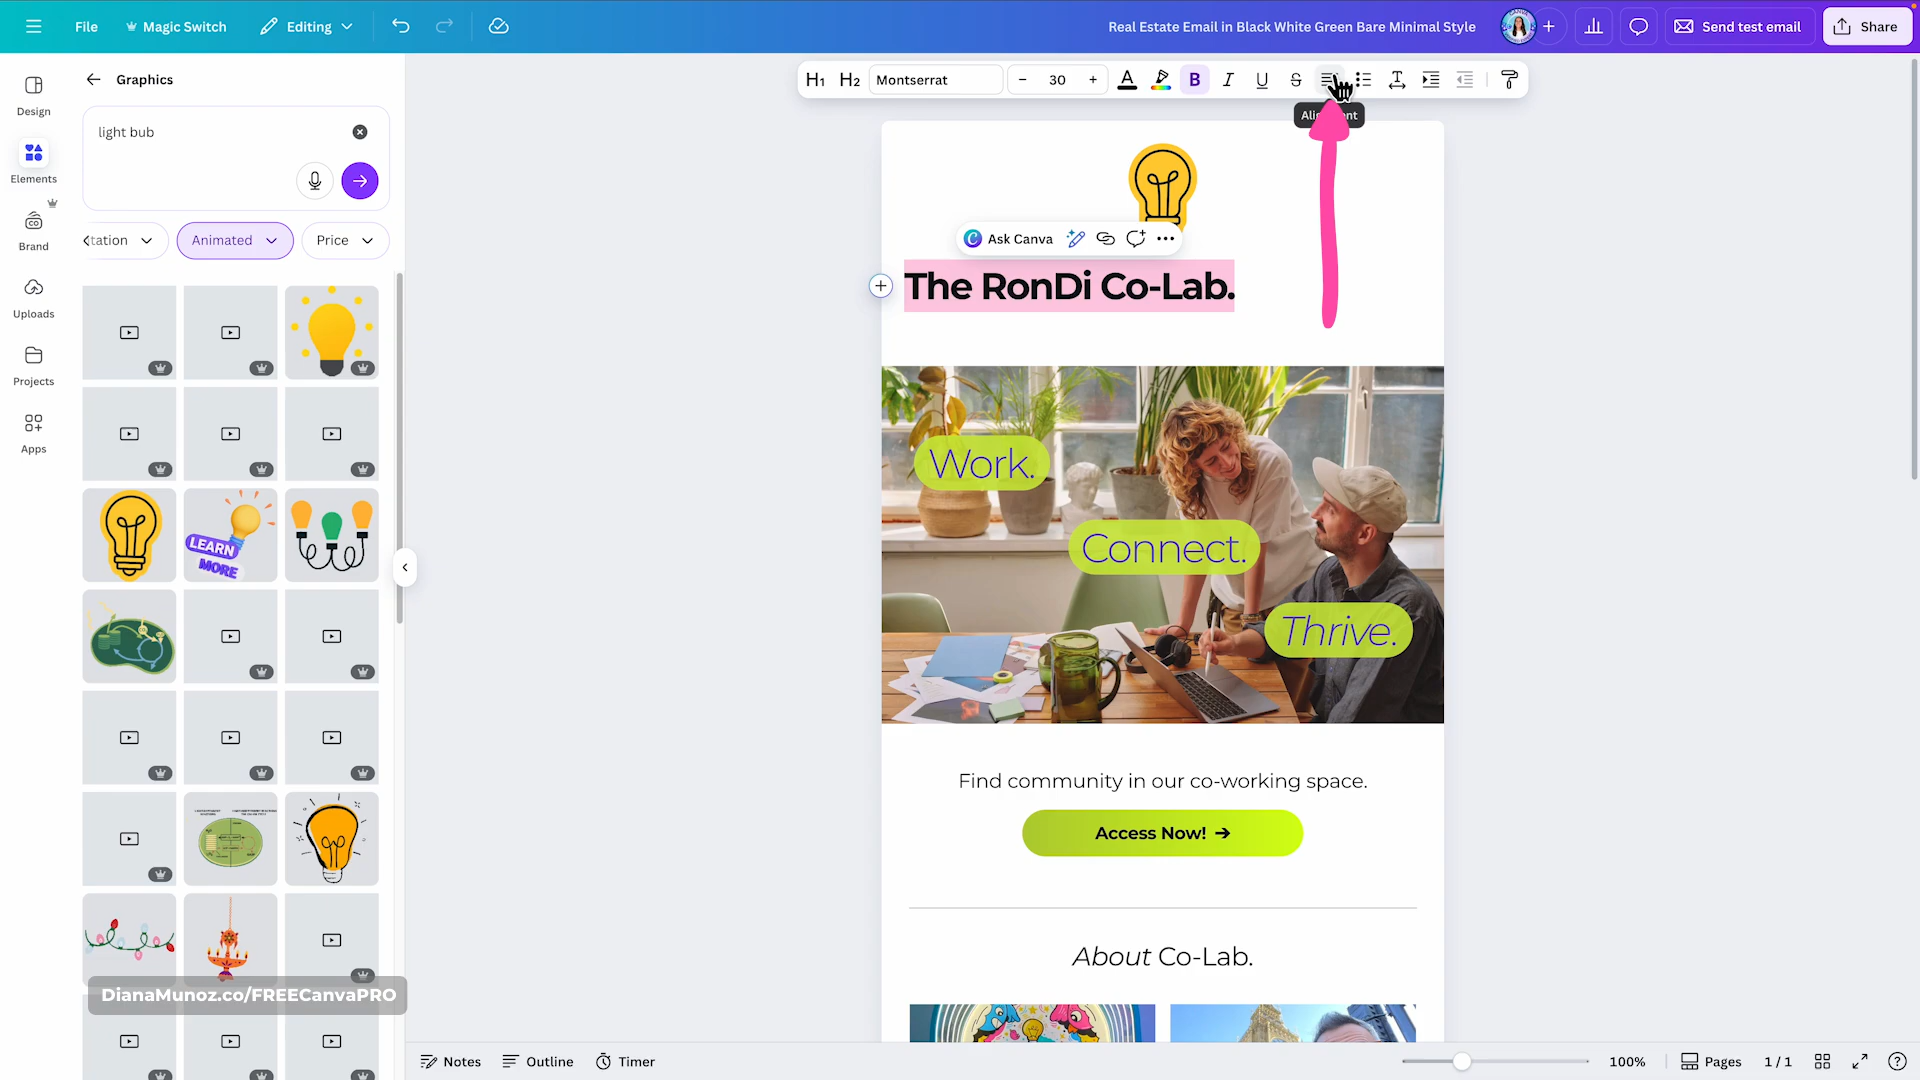 File
Magic Switch
Editing
Real Estate Email in Black White Green Bare Minimal Style
Send test email
Share
Design
Elements
Brand
Uploads
Projects
Apps
Graphics
light bub
tation
Animated
Price
LEARN
MORE
DianaMunoz.co/FREECanvaPRO
H1
H2
Montserrat
- 30 +
A
B
I
U
S
T
Ask Canva
The RonDi Co-Lab.
Work.
Connect.
Thrive.
Find community in our co-working space.
Access Now! →
About Co-Lab.
Notes
Outline
Timer
100%
Pages
1 / 1